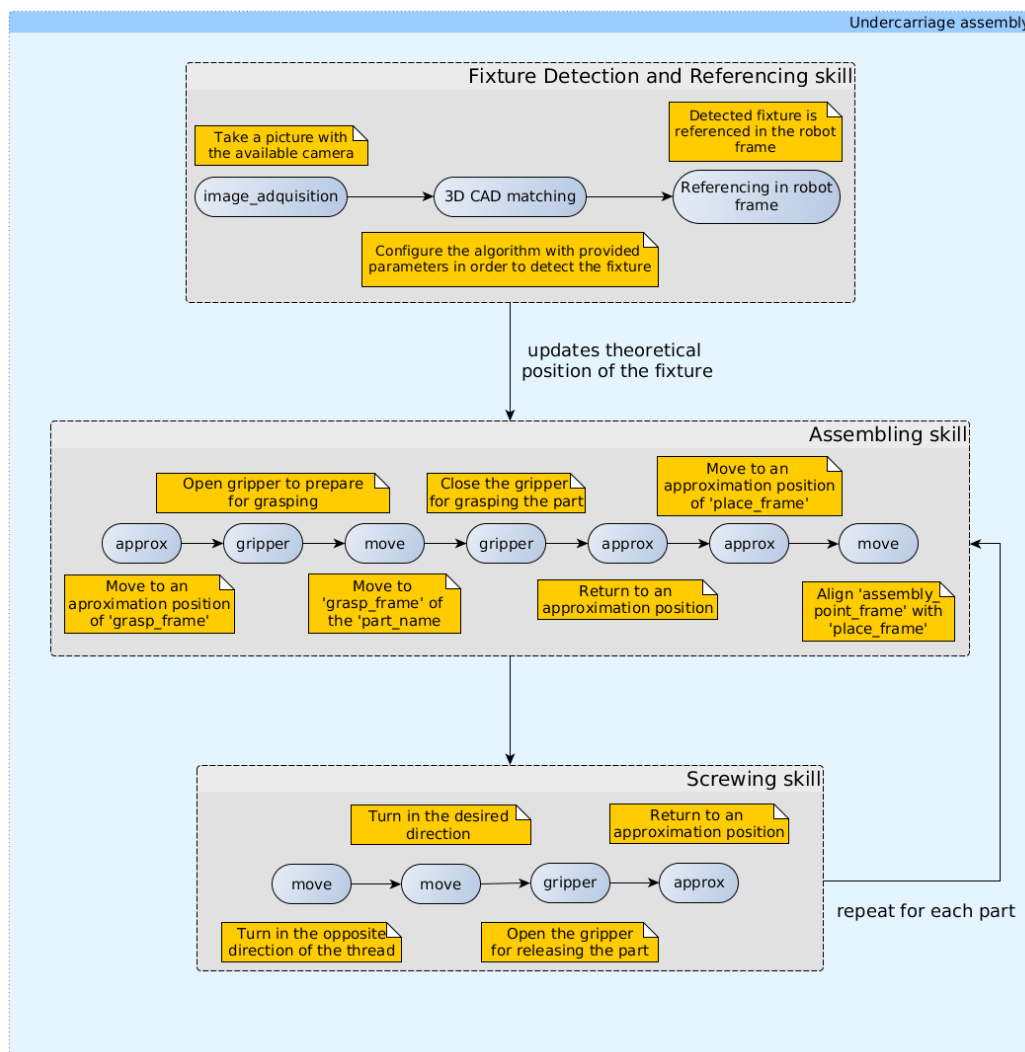 Undercarriage assembly
Fixture Detection and Referencing skill
Take a picture with
the available camera
Detected fixture is
referenced in the robot
frame
image_adquisition
3D CAD matching
Referencing in robot
frame
Configure the algorithm with provided
parameters in order to detect the fixture
updates theoretical
position of the fixture
Assembling skill
Open gripper to prepare
for grasping
Close the gripper
for grasping the part
Move to an
approximation position
of 'place_frame'
approx
gripper
move
gripper
approx
approx
move
Move to an
aproximation position
of 'grasp_frame'
Move to
'grasp_frame' of
the 'part_name
Return to an
approximation position
Align 'assembly_
point_frame' with
'place_frame'
Screwing skill
Turn in the desired
direction
Return to an
approximation position
move
move
gripper
approx
Turn in the opposite
direction of the thread
Open the gripper
for releasing the part
repeat for each part